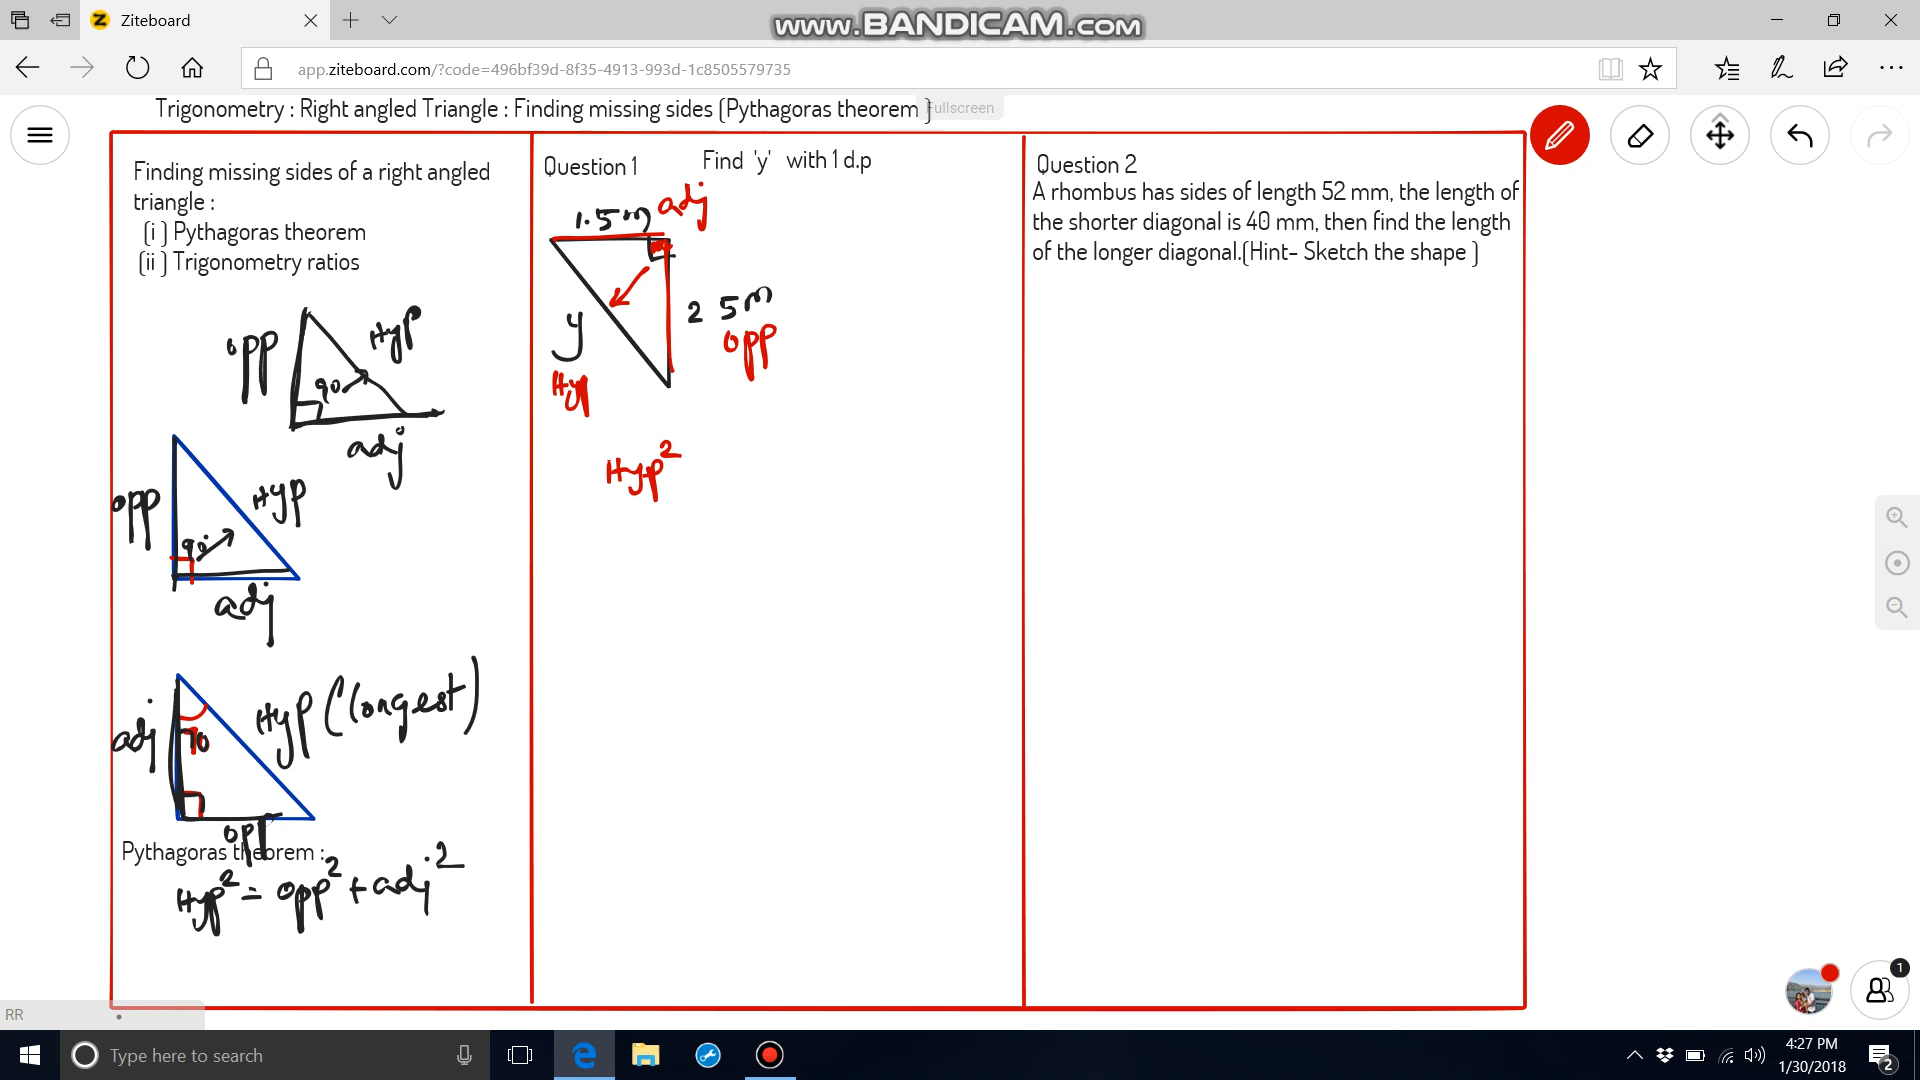 Ziteboard
www.BANDICAM.com
app.ziteboard.com/?code=496bf39d-8f35-4913-993d-1c8505579735
Trigonometry : Right angled Triangle : Finding missing sides (Pythagoras theorem )
Fullscreen
Finding missing sides of a right angled
triangle :
(i ) Pythagoras theorem
(ii ) Trigonometry ratios
opp
Hyp
90
adj
opp
Hyp
90°
adj
adj
Hyp (longest)
70
opp
Pythagoras theorem :
Hyp² = opp² + adj²
Question 1
Find 'y' with 1 d.p
1.5m
adj
2 5m
opp
y
Hyp
Hyp²
Question 2
A rhombus has sides of length 52 mm, the length of
the shorter diagonal is 40 mm, then find the length
of the longer diagonal.(Hint- Sketch the shape )
1
RR
Type here to search
4:27 PM
1/30/2018
2